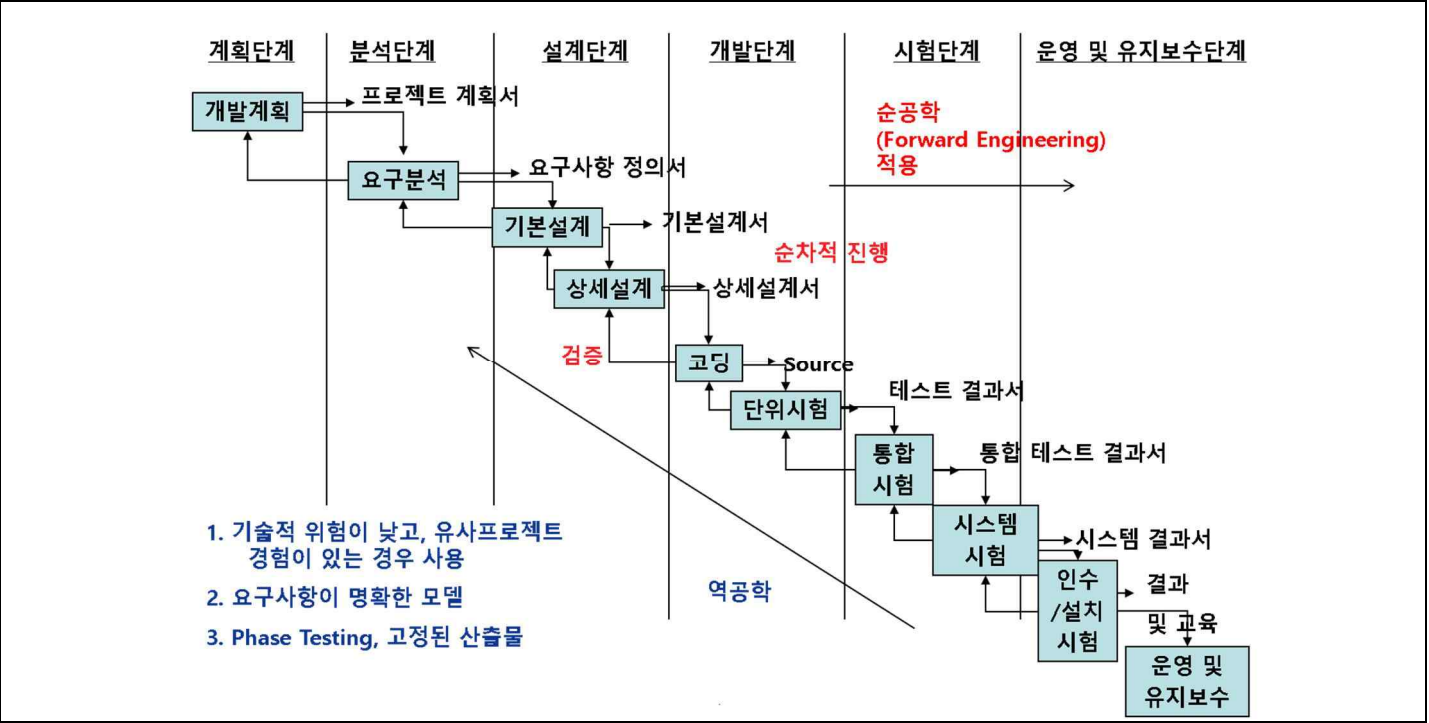 계획단계
분석단계
설계단계
개발단계
시험단계
운영 및 유지보수단계
개발계획
프로젝트 계획서
순공학
(Forward Engineering)
적용
요구분석
요구사항 정의서
기본설계
기본설계서
순차적 진행
상세설계
상세설계서
검증
코딩
Source
단위시험
테스트 결과서
통합
시험
통합 테스트 결과서
시스템
시험
시스템 결과서
인수
/설치
시험
결과
및 교육
운영 및
유지보수
역공학
1. 기술적 위험이 낮고, 유사프로젝트
경험이 있는 경우 사용
2. 요구사항이 명확한 모델
3. Phase Testing, 고정된 산출물